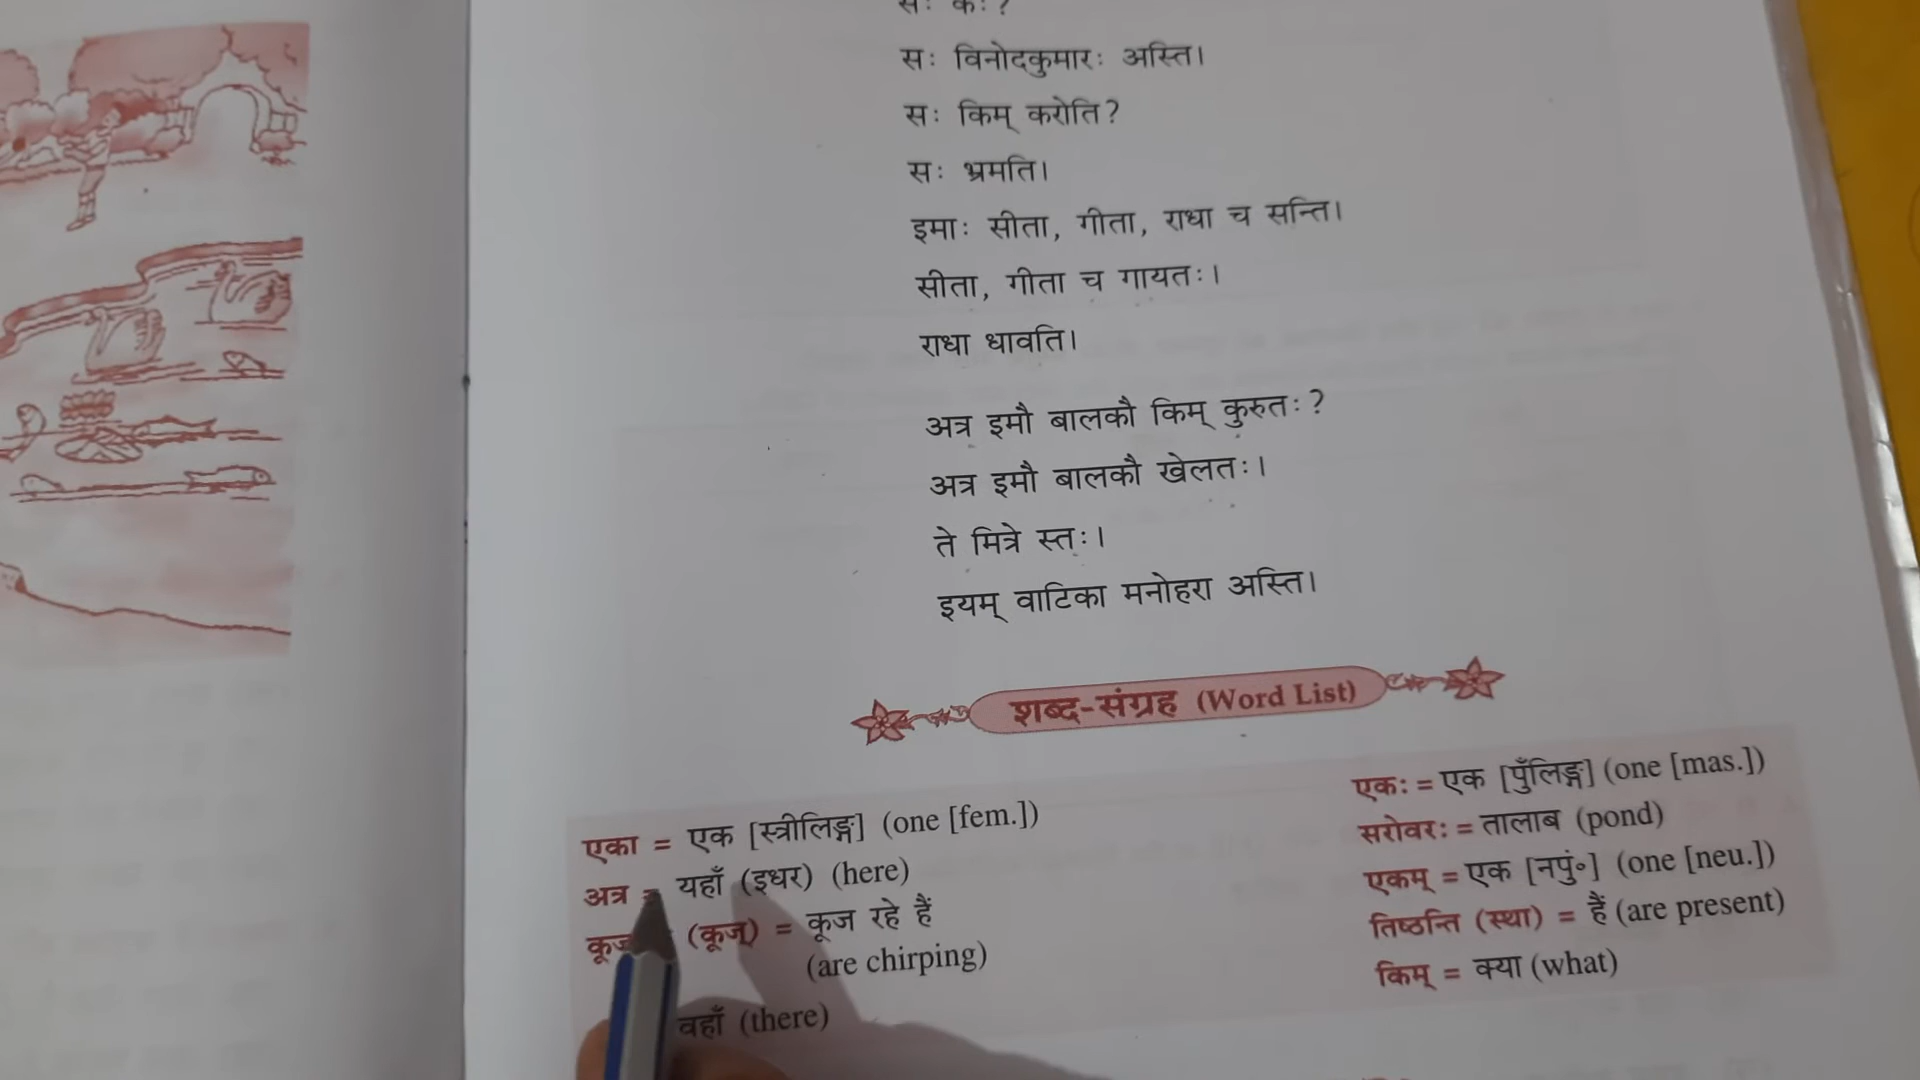 सः कः?
सः विनोदकुमारः अस्ति।
सः किम् करोति?
सः भ्रमति।
इमाः सीता, गीता, राधा च सन्ति।
सीता, गीता च गायतः।
राधा धावति।
अत्र इमौ बालकौ किम् कुरुतः?
अत्र इमौ बालकौ खेलतः।
ते मित्रे स्तः।
इयम् वाटिका मनोहरा अस्ति।
शब्द-संग्रह (Word List)
एका = एक [स्त्रीलिङ्ग] (one [fem.])
अत्र = यहाँ (इधर) (here)
(कूज्) = कूज रहे हैं
(are chirping)
वहाँ (there)
एकः = एक [पुँलिङ्ग] (one [mas.])
सरोवरः = तालाब (pond)
एकम् = एक [नपुं॰] (one [neu.])
तिष्ठन्ति (स्था) = हैं (are present)
किम् = क्या (what)